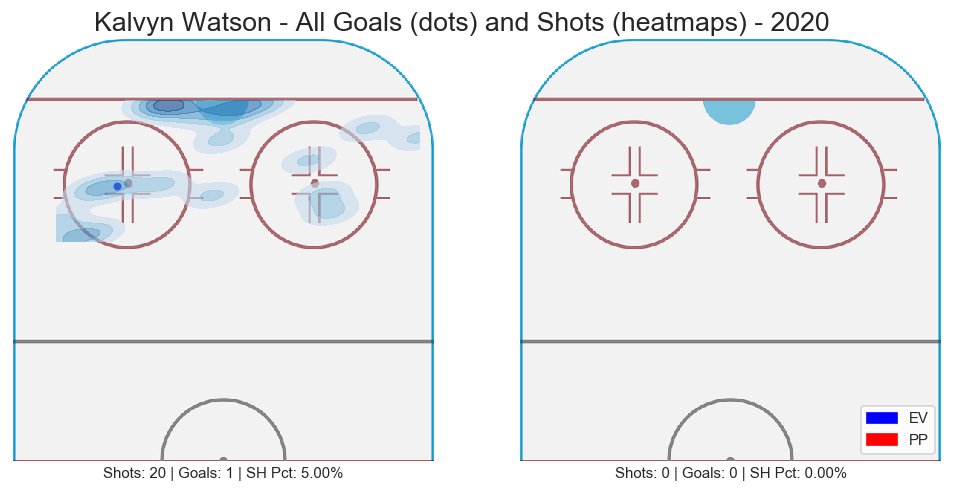 Kalvyn Watson - All Goals (dots) and Shots (heatmaps) - 2020
EV
PP
Shots: 20 | Goals: 1 | SH Pct: 5.00%
Shots: 0 | Goals: 0 | SH Pct: 0.00%